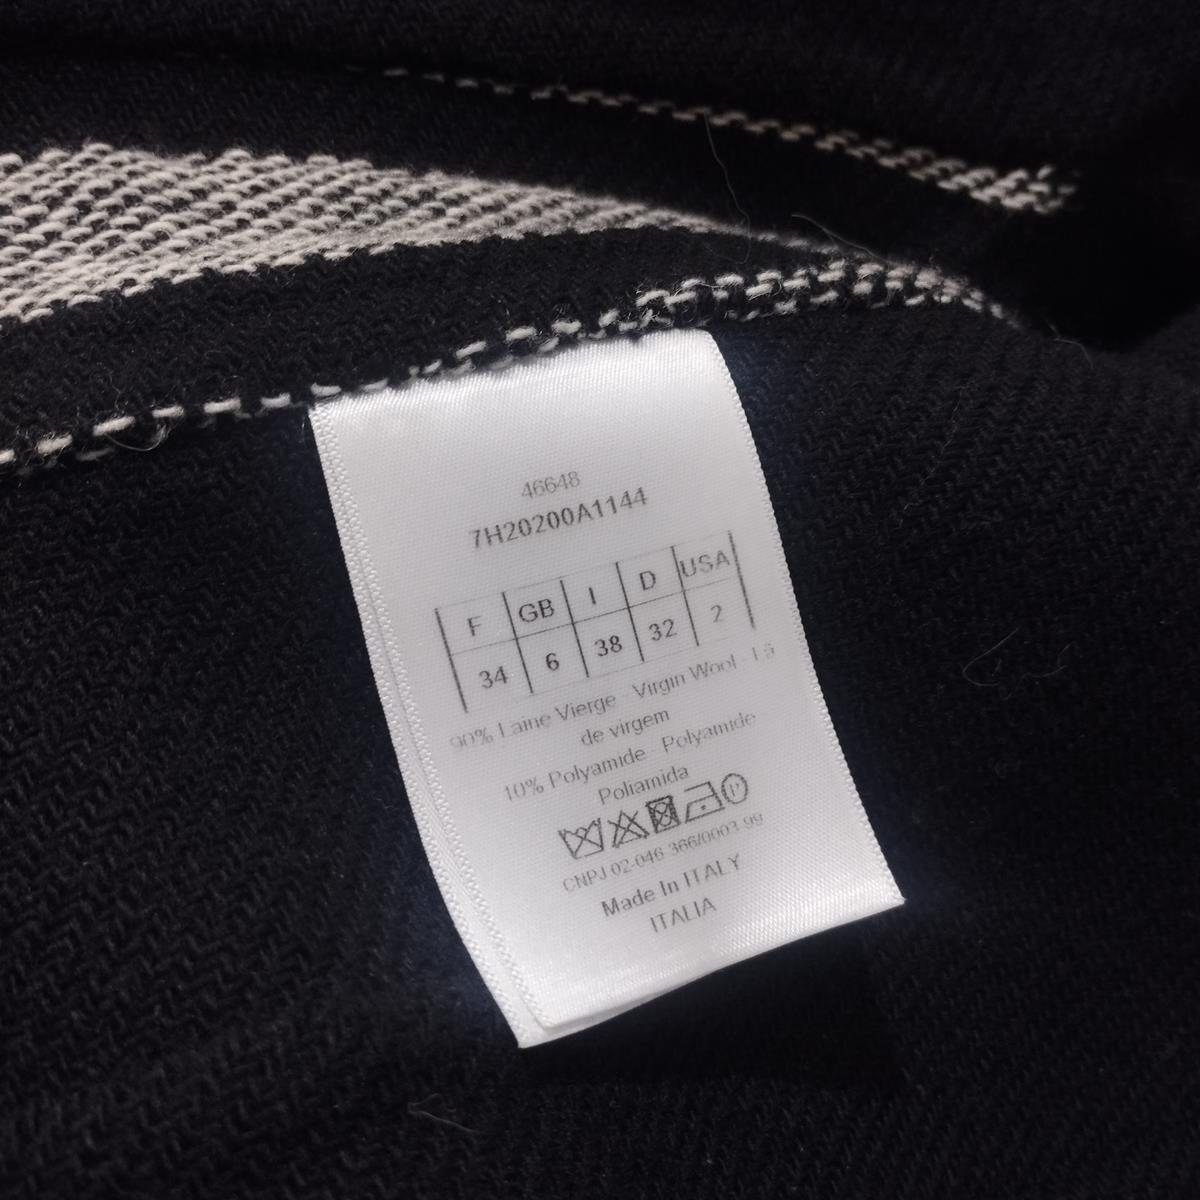 46648
7H20200A1144
F GB I D USA
34 6 38 32 2
90% Laine Vierge - Virgin Wool - Lã
de virgem
10% Polyamide - Polyamide
Poliamida
P
CNPJ 02-046 366/0003 99
Made In ITALY
ITALIA